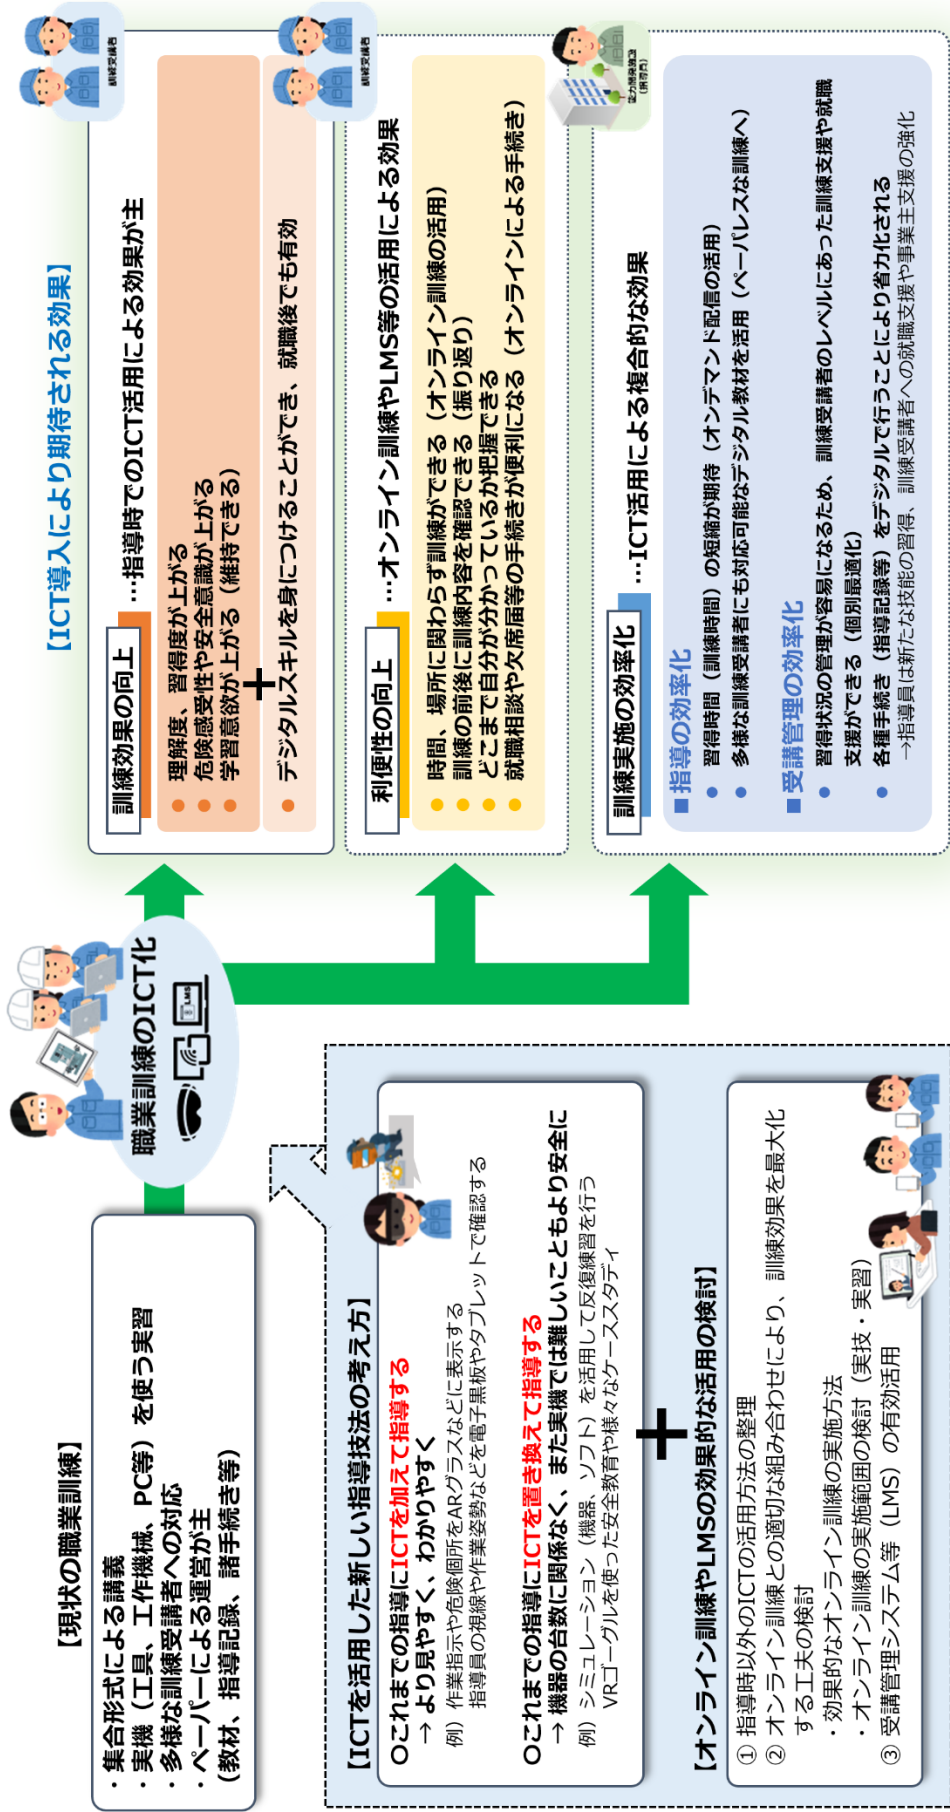 【現状の職業訓練】
・集合形式による講義
・実機（工具、工作機械、PC等）を使う実習
・多様な訓練受講者への対応
・ペーパーによる運営が主
（教材、指導記録、諸手続き等）
職業訓練のICT化
LMS
【ICTを活用した新しい指導技法の考え方】
〇これまでの指導にICTを加えて指導する
→ より見やすく、わかりやすく
例）作業指示や危険個所をARグラスなどに表示する
指導員の視線や作業姿勢などを電子黒板やタブレットで確認する
〇これまでの指導にICTを置き換えて指導する
→ 機器の台数に関係なく、また実機では難しいこともより安全に
例）シミュレーション（機器、ソフト）を活用して反復練習を行う
VRゴーグルを使った安全教育や様々なケーススタディ
＋
【オンライン訓練やLMSの効果的な活用の検討】
① 指導時以外のICTの活用方法の整理
② オンライン訓練との適切な組み合わせにより、訓練効果を最大化
する工夫の検討
・効果的なオンライン訓練の実施方法
・オンライン訓練の実施範囲の検討（実技・実習）
③ 受講管理システム等（LMS）の有効活用
【ICT導入により期待される効果】
訓練効果の向上 …指導時でのICT活用による効果が主
訓練受講者
● 理解度、習得度が上がる
● 危険感受性や安全意識が上がる
● 学習意欲が上がる（維持できる）
＋
● デジタルスキルを身につけることができ、就職後でも有効
利便性の向上 …オンライン訓練やLMS等の活用による効果
訓練受講者
● 時間、場所に関わらず訓練ができる（オンライン訓練の活用）
● 訓練の前後に訓練内容を確認できる（振り返り）
● どこまで自分が分かっているか把握できる
● 就職相談や欠席届等の手続きが便利になる（オンラインによる手続き）
訓練実施の効率化 …ICT活用による複合的な効果
能力開発施設
（指導員）
■指導の効率化
● 習得時間（訓練時間）の短縮が期待（オンデマンド配信の活用）
● 多様な訓練受講者にも対応可能なデジタル教材を活用（ペーパレスな訓練へ）
■受講管理の効率化
● 習得状況の管理が容易になるため、訓練受講者のレベルにあった訓練支援や就職
支援ができる（個別最適化）
● 各種手続き（指導記録等）をデジタルで行うことにより省力化される
→指導員は新たな技能の習得、訓練受講者への就職支援や事業主支援の強化